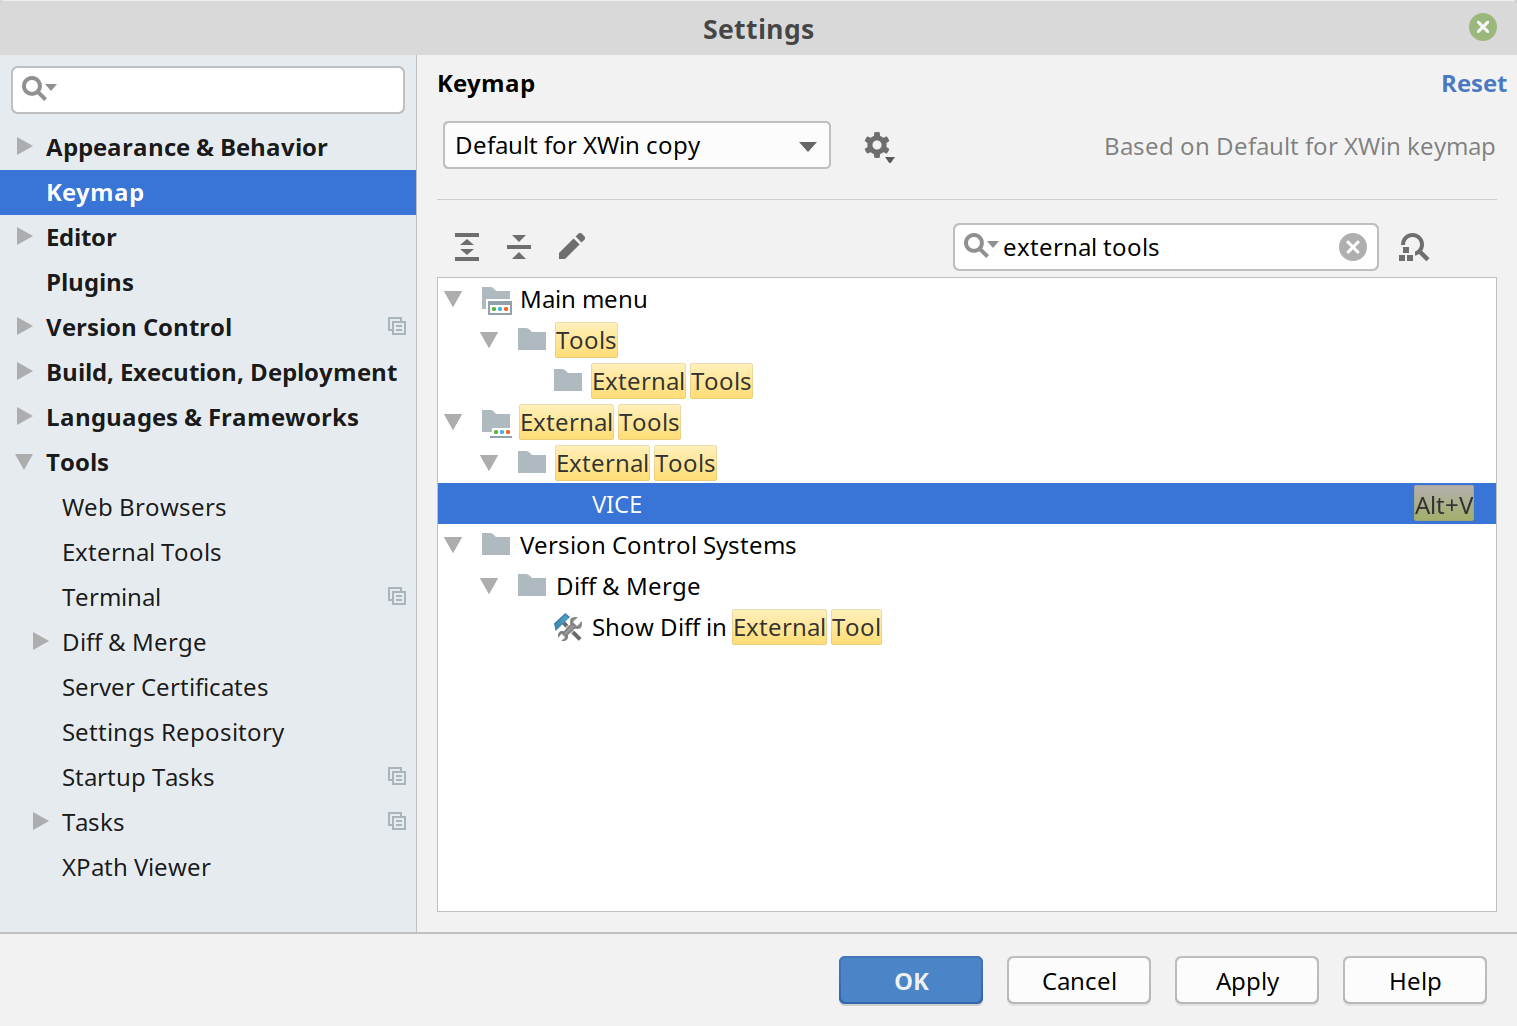 Settings
Appearance & Behavior
Keymap
Editor
Plugins
Version Control
Build, Execution, Deployment
Languages & Frameworks
Tools
Web Browsers
External Tools
Terminal
Diff & Merge
Server Certificates
Settings Repository
Startup Tasks
Tasks
XPath Viewer
Keymap
Reset
Default for XWin copy
Based on Default for XWin keymap
external tools
Main menu
Tools
External Tools
External Tools
External Tools
VICE Alt+V
Version Control Systems
Diff & Merge
Show Diff in External Tool
OK
Cancel
Apply
Help